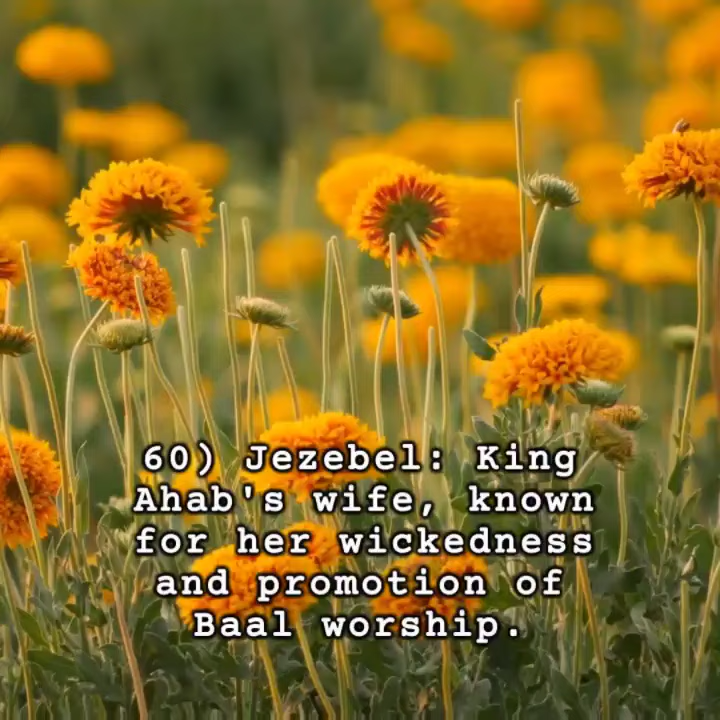 60) Jezebel: King
Ahab's wife, known
for her wickedness
and promotion of
Baal worship.